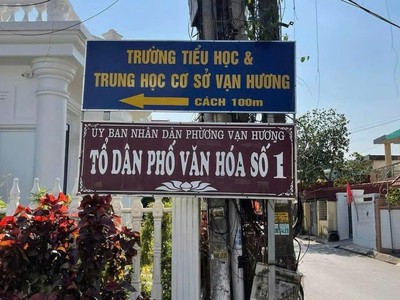 TRƯỜNG TIỂU HỌC &
TRUNG HỌC CƠ SỞ VẠN HƯƠNG
CÁCH 100m
ỦY BAN NHÂN DÂN PHƯỜNG VẠN HƯƠNG
TỔ DÂN PHỐ VĂN HÓA SỐ 1